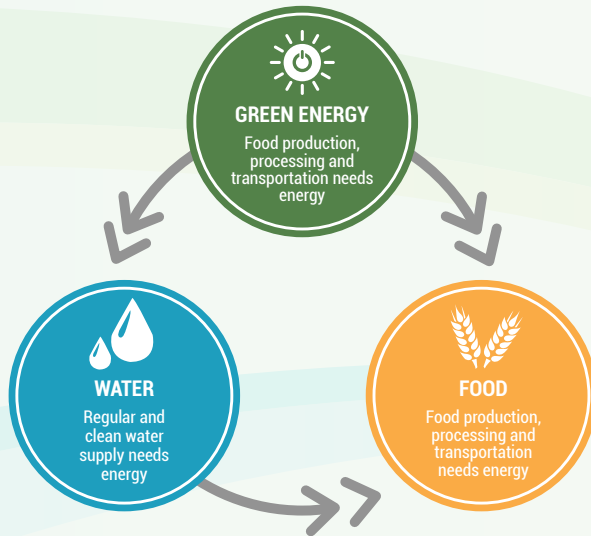 GREEN ENERGY
Food production,
processing and
transportation needs
energy
WATER
Regular and
clean water
supply needs
energy
FOOD
Food production,
processing and
transportation
needs energy